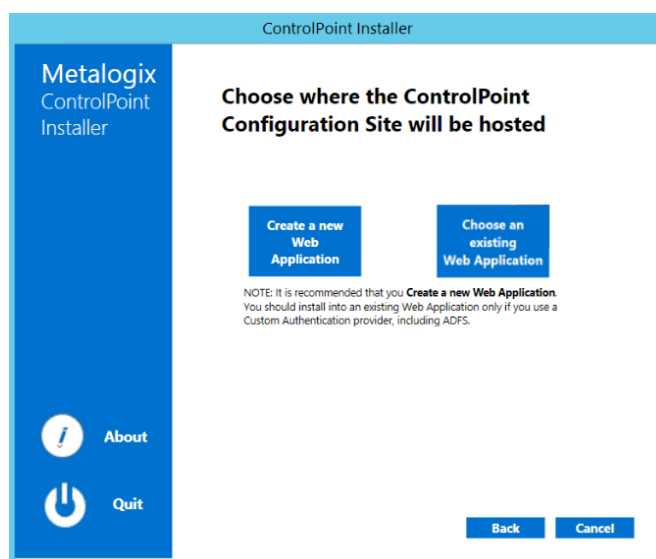 ControlPoint Installer
Metalogix
ControlPoint
Installer
Choose where the ControlPoint
Configuration Site will be hosted
Create a new
Web
Application
Choose an
existing
Web Application
NOTE: It is recommended that you Create a new Web Application.
You should install into an existing Web Application only if you use a
Custom Authentication provider, including ADFS.
About
Quit
Back
Cancel